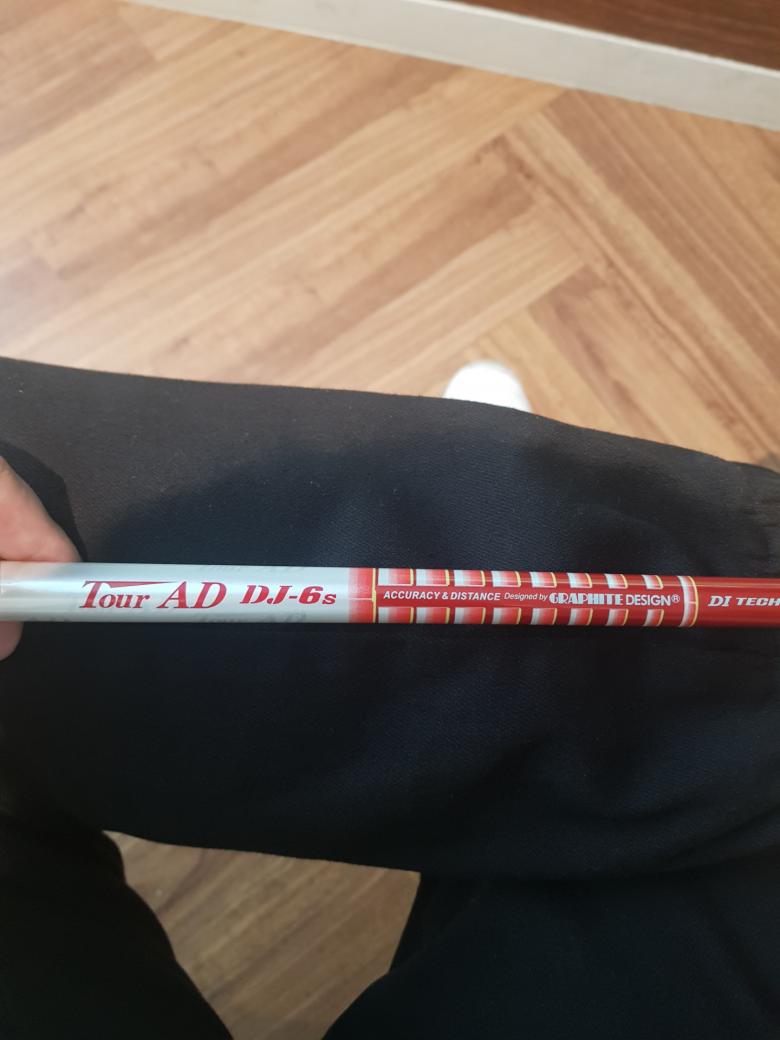 Tour AD DJ-6s ACCURACY & DISTANCE Designed by GRAPHITE DESIGN® DI TECH